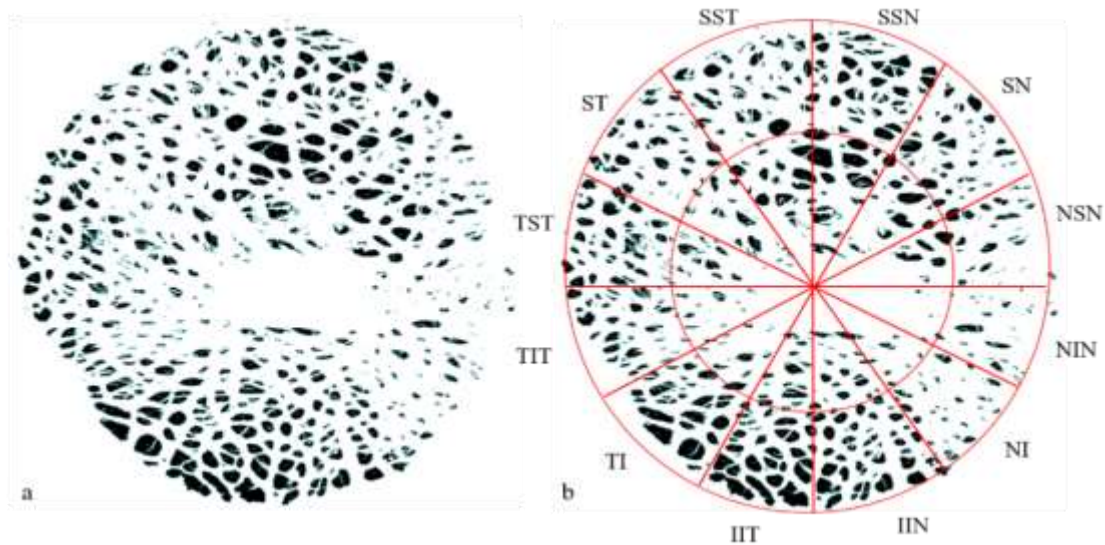 SST SSN
ST SN
TST NSN
TIT NIN
TI NI
a b
IIT IIN